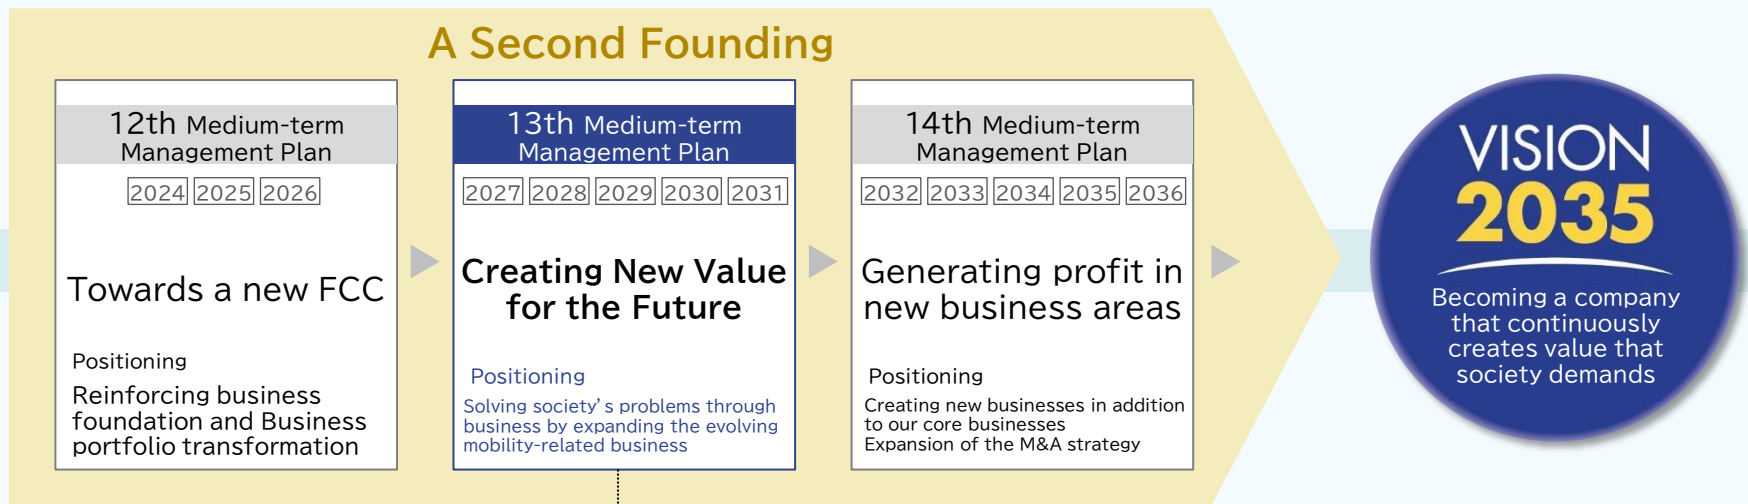 A Second Founding
12th Medium-term
Management Plan
2024 2025 2026
Towards a new FCC
Positioning
Reinforcing business
foundation and Business
portfolio transformation
13th Medium-term
Management Plan
2027 2028 2029 2030 2031
Creating New Value
for the Future
Positioning
Solving society’s problems through
business by expanding the evolving
mobility-related business
14th Medium-term
Management Plan
2032 2033 2034 2035 2036
Generating profit in
new business areas
Positioning
Creating new businesses in addition
to our core businesses
Expansion of the M&A strategy
VISION
2035
Becoming a company
that continuously
creates value that
society demands